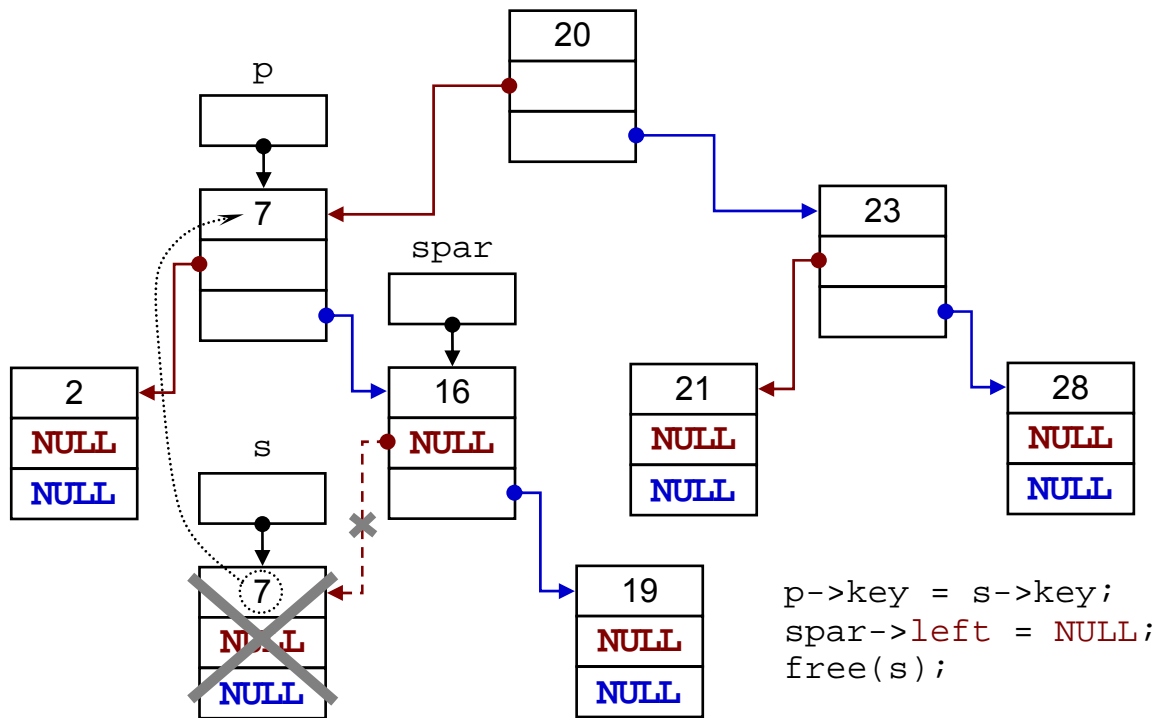 20
p
7
23
spar
2
NULL
NULL
16
NULL
21
NULL
NULL
28
NULL
NULL
s
7
NULL
NULL
19
NULL
NULL
p->key = s->key;
spar->left = NULL;
free(s);